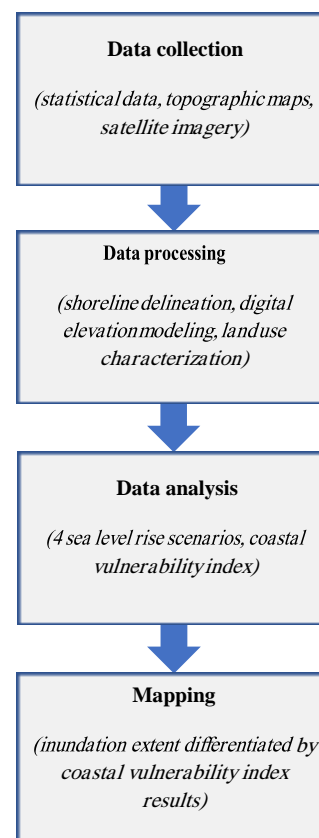 Data collection
(statistical data, topographic maps,
satellite imagery)
Data processing
(shoreline delineation, digital
elevation modeling, land use
characterization)
Data analysis
(4 sea level rise scenarios, coastal
vulnerability index)
Mapping
(inundation extent differentiated by
coastal vulnerability index
results)